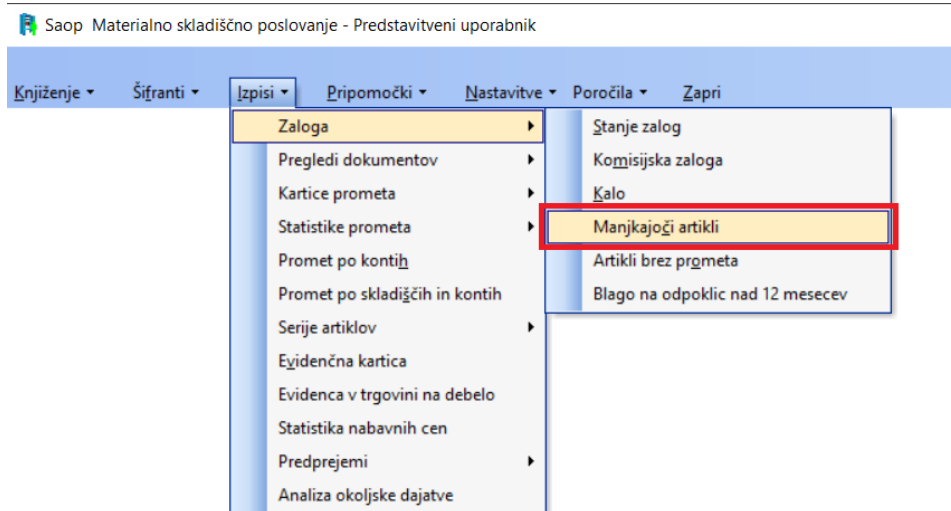 Saop Materialno skladiščno poslovanje - Predstavitveni uporabnik
Knjiženje Šifranti Izpisi Pripomočki Nastavitve Poročila Zapri
Zaloga
Pregledi dokumentov
Kartice prometa
Statistike prometa
Promet po kontih
Promet po skladiščih in kontih
Serije artiklov
Evidenčna kartica
Evidenca v trgovini na debelo
Statistika nabavnih cen
Predprejemi
Analiza okoljske dajatve
Stanje zalog
Komisijska zaloga
Kalo
Manjkajoči artikli
Artikli brez prometa
Blago na odpoklic nad 12 mesecev